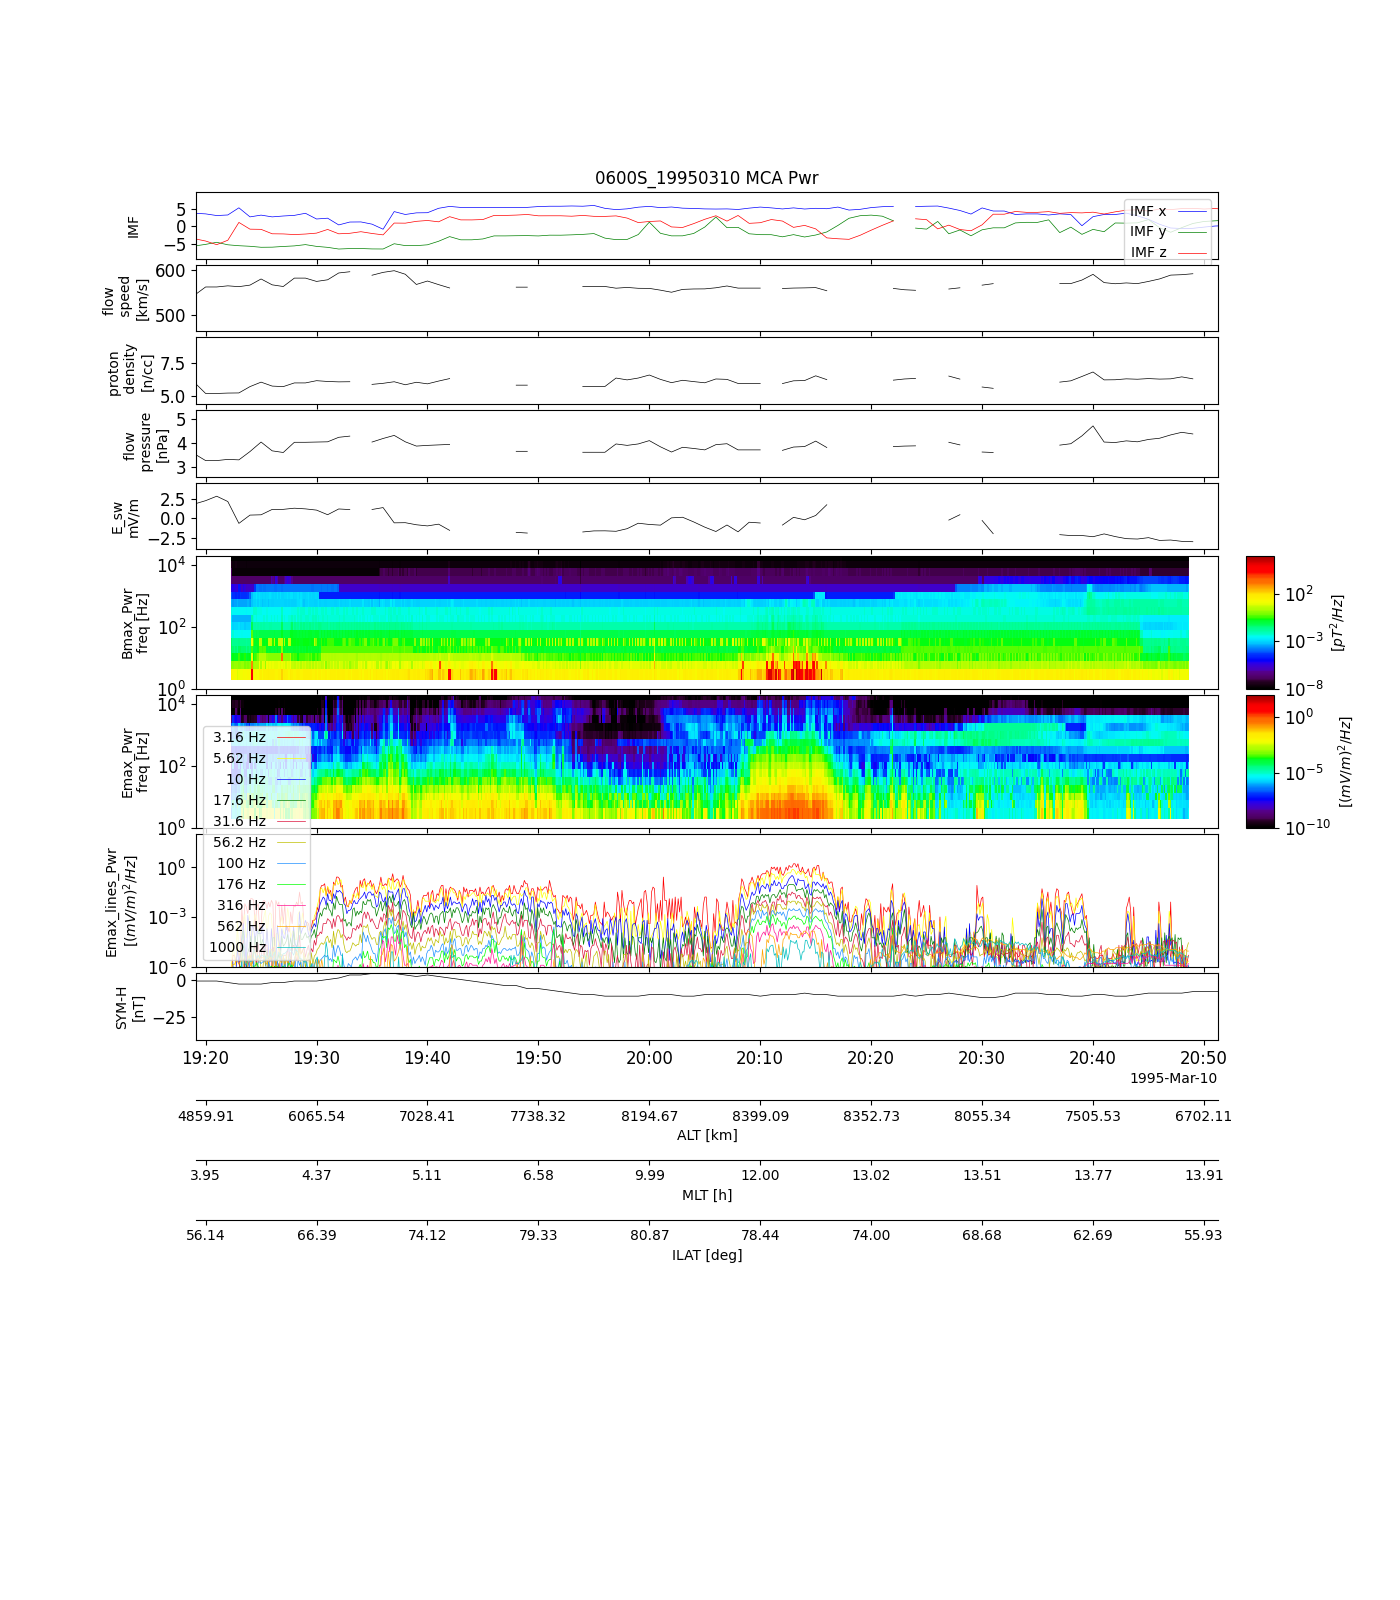 0600S_19950310 MCA Pwr
IMF
5
0
−5
IMF x
IMF y
IMF z
flow
speed
[km/s]
600
500
proton
density
[n/cc]
7.5
5.0
flow
pressure
[nPa]
5
4
3
E_sw
mV/m
2.5
0.0
−2.5
Bmax_Pwr
freq [Hz]
10^4
10^2
10^0
10^2
10^-3
10^-8
[pT^2/Hz]
Emax_Pwr
freq [Hz]
10^4
10^2
10^0
10^0
10^-5
10^-10
[(mV/m)^2/Hz]
3.16 Hz
5.62 Hz
10 Hz
17.6 Hz
31.6 Hz
56.2 Hz
100 Hz
176 Hz
316 Hz
562 Hz
1000 Hz
Emax_lines_Pwr
[(mV/m)^2/Hz]
10^0
10^-3
10^-6
SYM-H
[nT]
0
−25
19:20 19:30 19:40 19:50 20:00 20:10 20:20 20:30 20:40 20:50
1995-Mar-10
4859.91 6065.54 7028.41 7738.32 8194.67 8399.09 8352.73 8055.34 7505.53 6702.11
ALT [km]
3.95 4.37 5.11 6.58 9.99 12.00 13.02 13.51 13.77 13.91
MLT [h]
56.14 66.39 74.12 79.33 80.87 78.44 74.00 68.68 62.69 55.93
ILAT [deg]